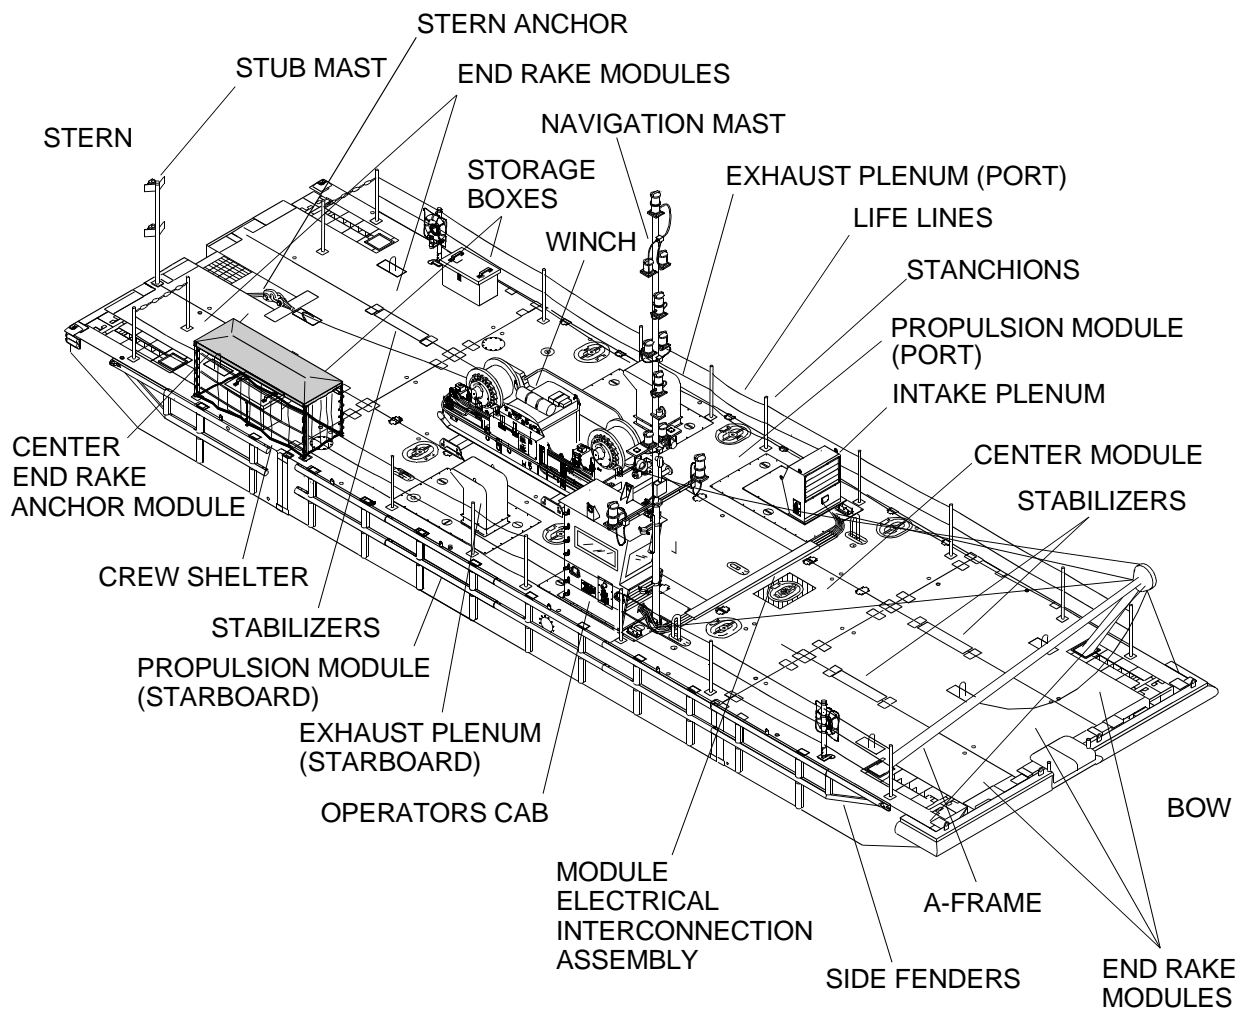 STERN ANCHOR
STUB MAST
END RAKE MODULES
NAVIGATION MAST
STERN
STORAGE
BOXES
EXHAUST PLENUM (PORT)
LIFE LINES
WINCH
STANCHIONS
PROPULSION MODULE
(PORT)
INTAKE PLENUM
CENTER
END RAKE
ANCHOR MODULE
CENTER MODULE
STABILIZERS
CREW SHELTER
STABILIZERS
PROPULSION MODULE
(STARBOARD)
EXHAUST PLENUM
(STARBOARD)
OPERATORS CAB
BOW
MODULE
ELECTRICAL
INTERCONNECTION
ASSEMBLY
A-FRAME
SIDE FENDERS
END RAKE
MODULES